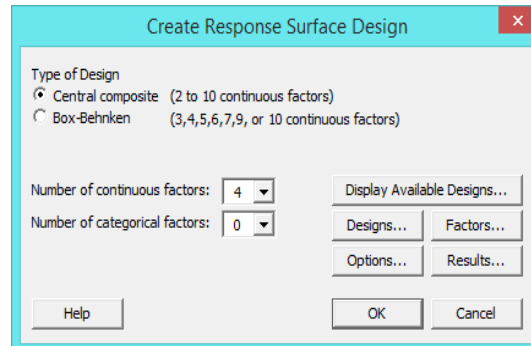 Create Response Surface Design
x
Type of Design
Central composite (2 to 10 continuous factors)
Box-Behnken (3,4,5,6,7,9, or 10 continuous factors)
Number of continuous factors: 4
Display Available Designs...
Number of categorical factors: 0
Designs... Factors...
Options... Results...
Help OK Cancel